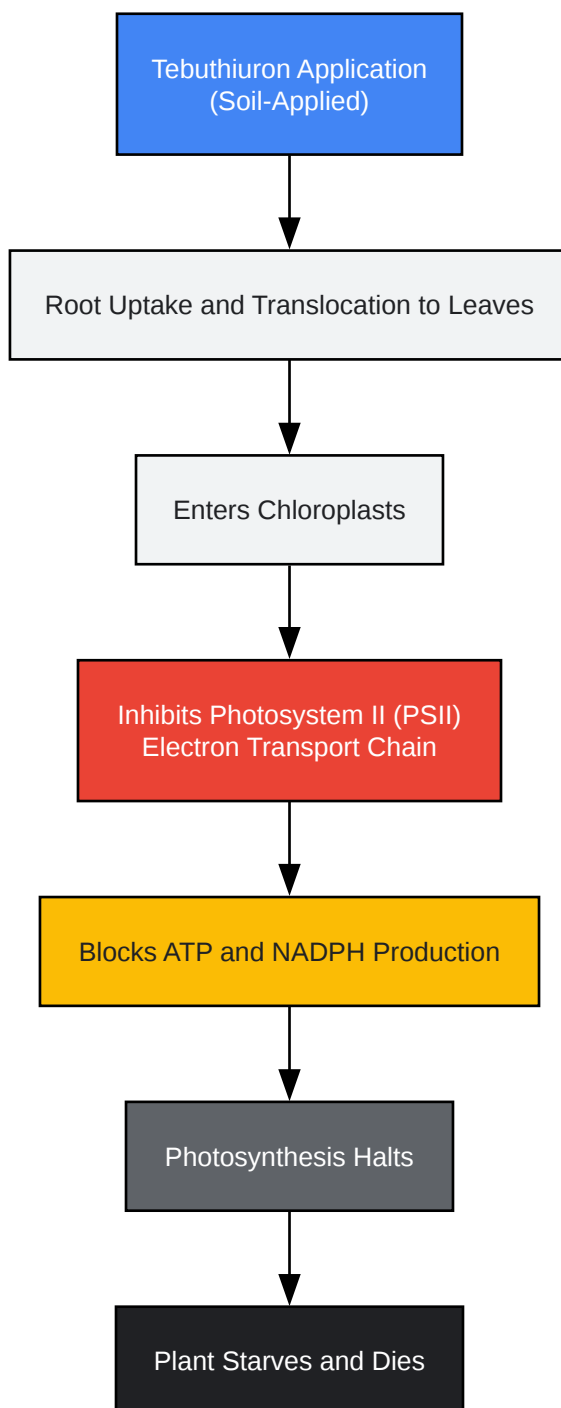 Tebuthiuron Application
(Soil-Applied)
Root Uptake and Translocation to Leaves
Enters Chloroplasts
Inhibits Photosystem II (PSII)
Electron Transport Chain
Blocks ATP and NADPH Production
Photosynthesis Halts
Plant Starves and Dies